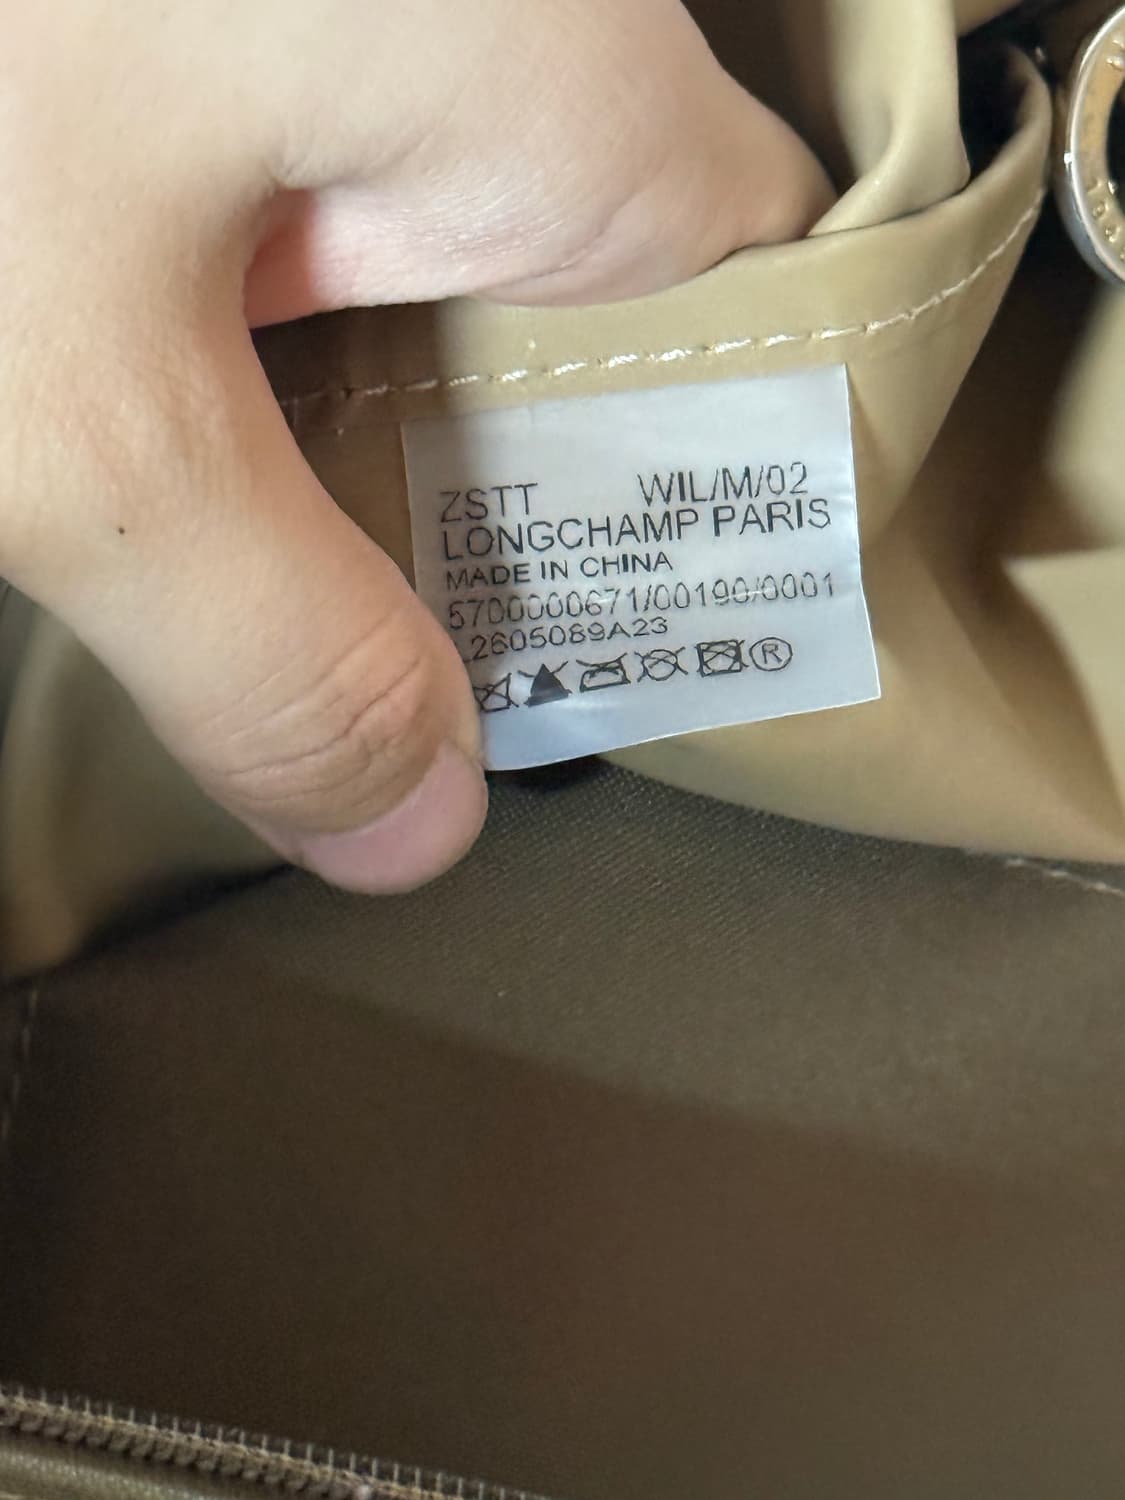 ZSTT WIL/M/02
LONGCHAMP PARIS
MADE IN CHINA
5700000671/00190/0001
L2605089A23
®